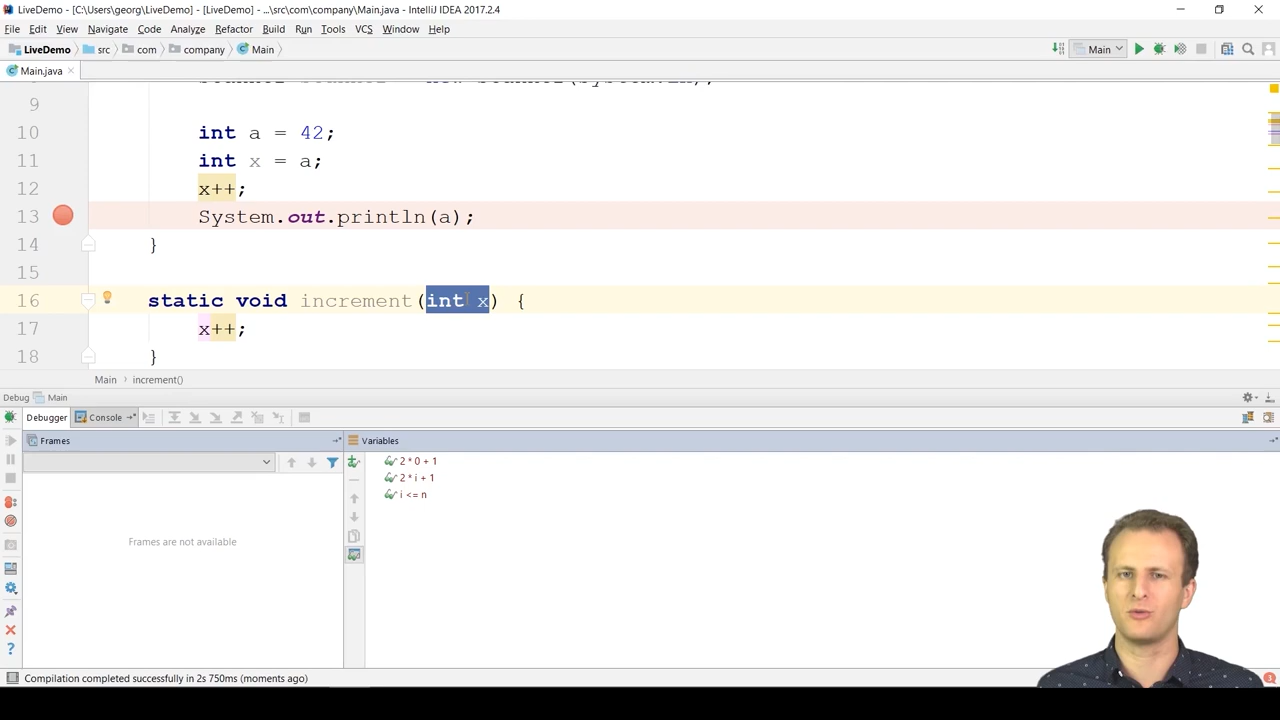 LiveDemo - [C:\Users\georg\LiveDemo] - [LiveDemo] - ...\src\com\company\Main.java - IntelliJ IDEA 2017.2.4
File Edit View Navigate Code Analyze Refactor Build Run Tools VCS Window Help
LiveDemo src com company Main
Main
Main.java
9
10 int a = 42;
11 int x = a;
12 x++;
13 System.out.println(a);
14 }
15
16 static void increment(int x) {
17 x++;
18 }
Main increment()
Debug Main
Debugger Console
Frames
Variables
2 * 0 + 1
2 * i + 1
i <= n
Frames are not available
Compilation completed successfully in 2s 750ms (moments ago)